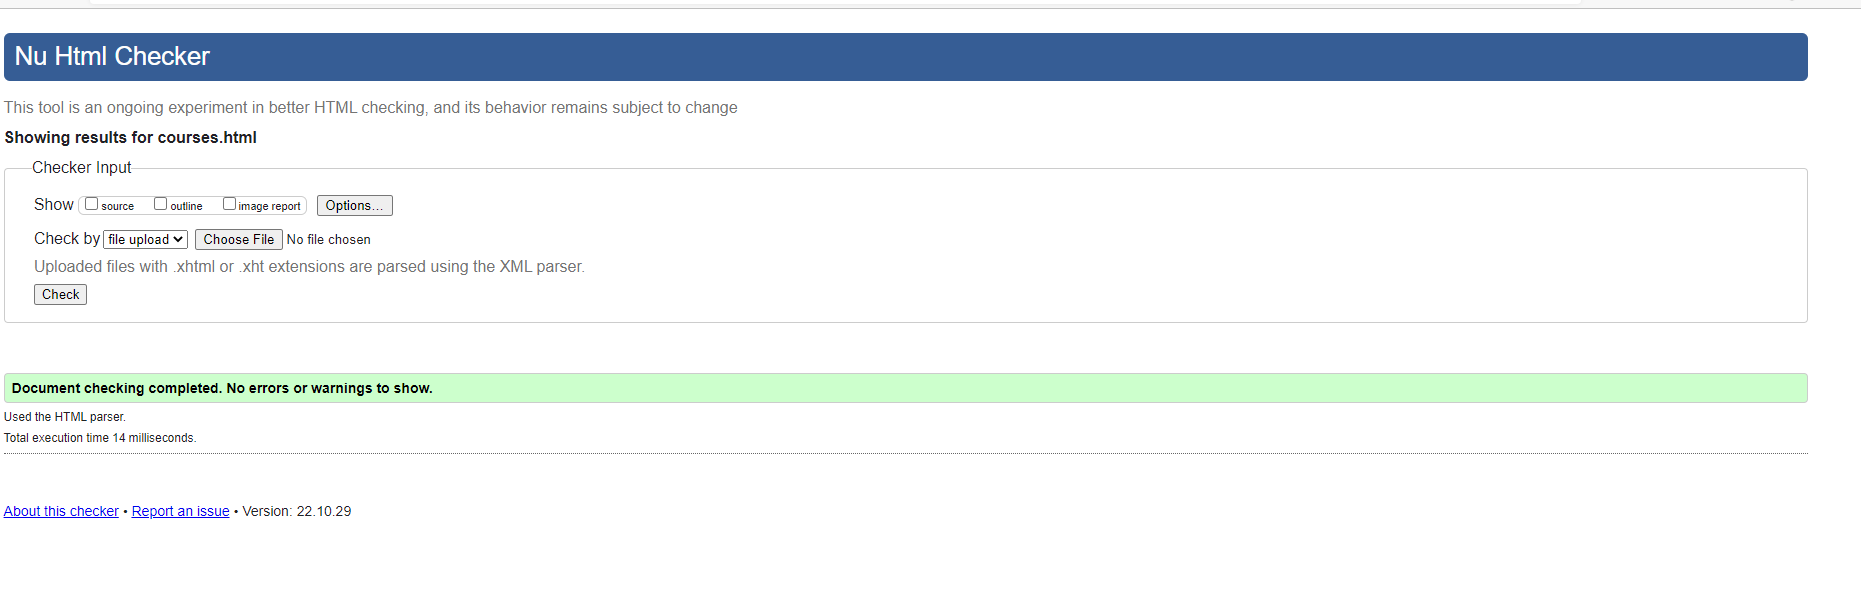 Nu Html Checker
This tool is an ongoing experiment in better HTML checking, and its behavior remains subject to change
Showing results for courses.html
Checker Input
Show source outline image report Options...
Check by file upload Choose File No file chosen
Uploaded files with .xhtml or .xht extensions are parsed using the XML parser.
Check
Document checking completed. No errors or warnings to show.
Used the HTML parser.
Total execution time 14 milliseconds.
About this checker • Report an issue • Version: 22.10.29